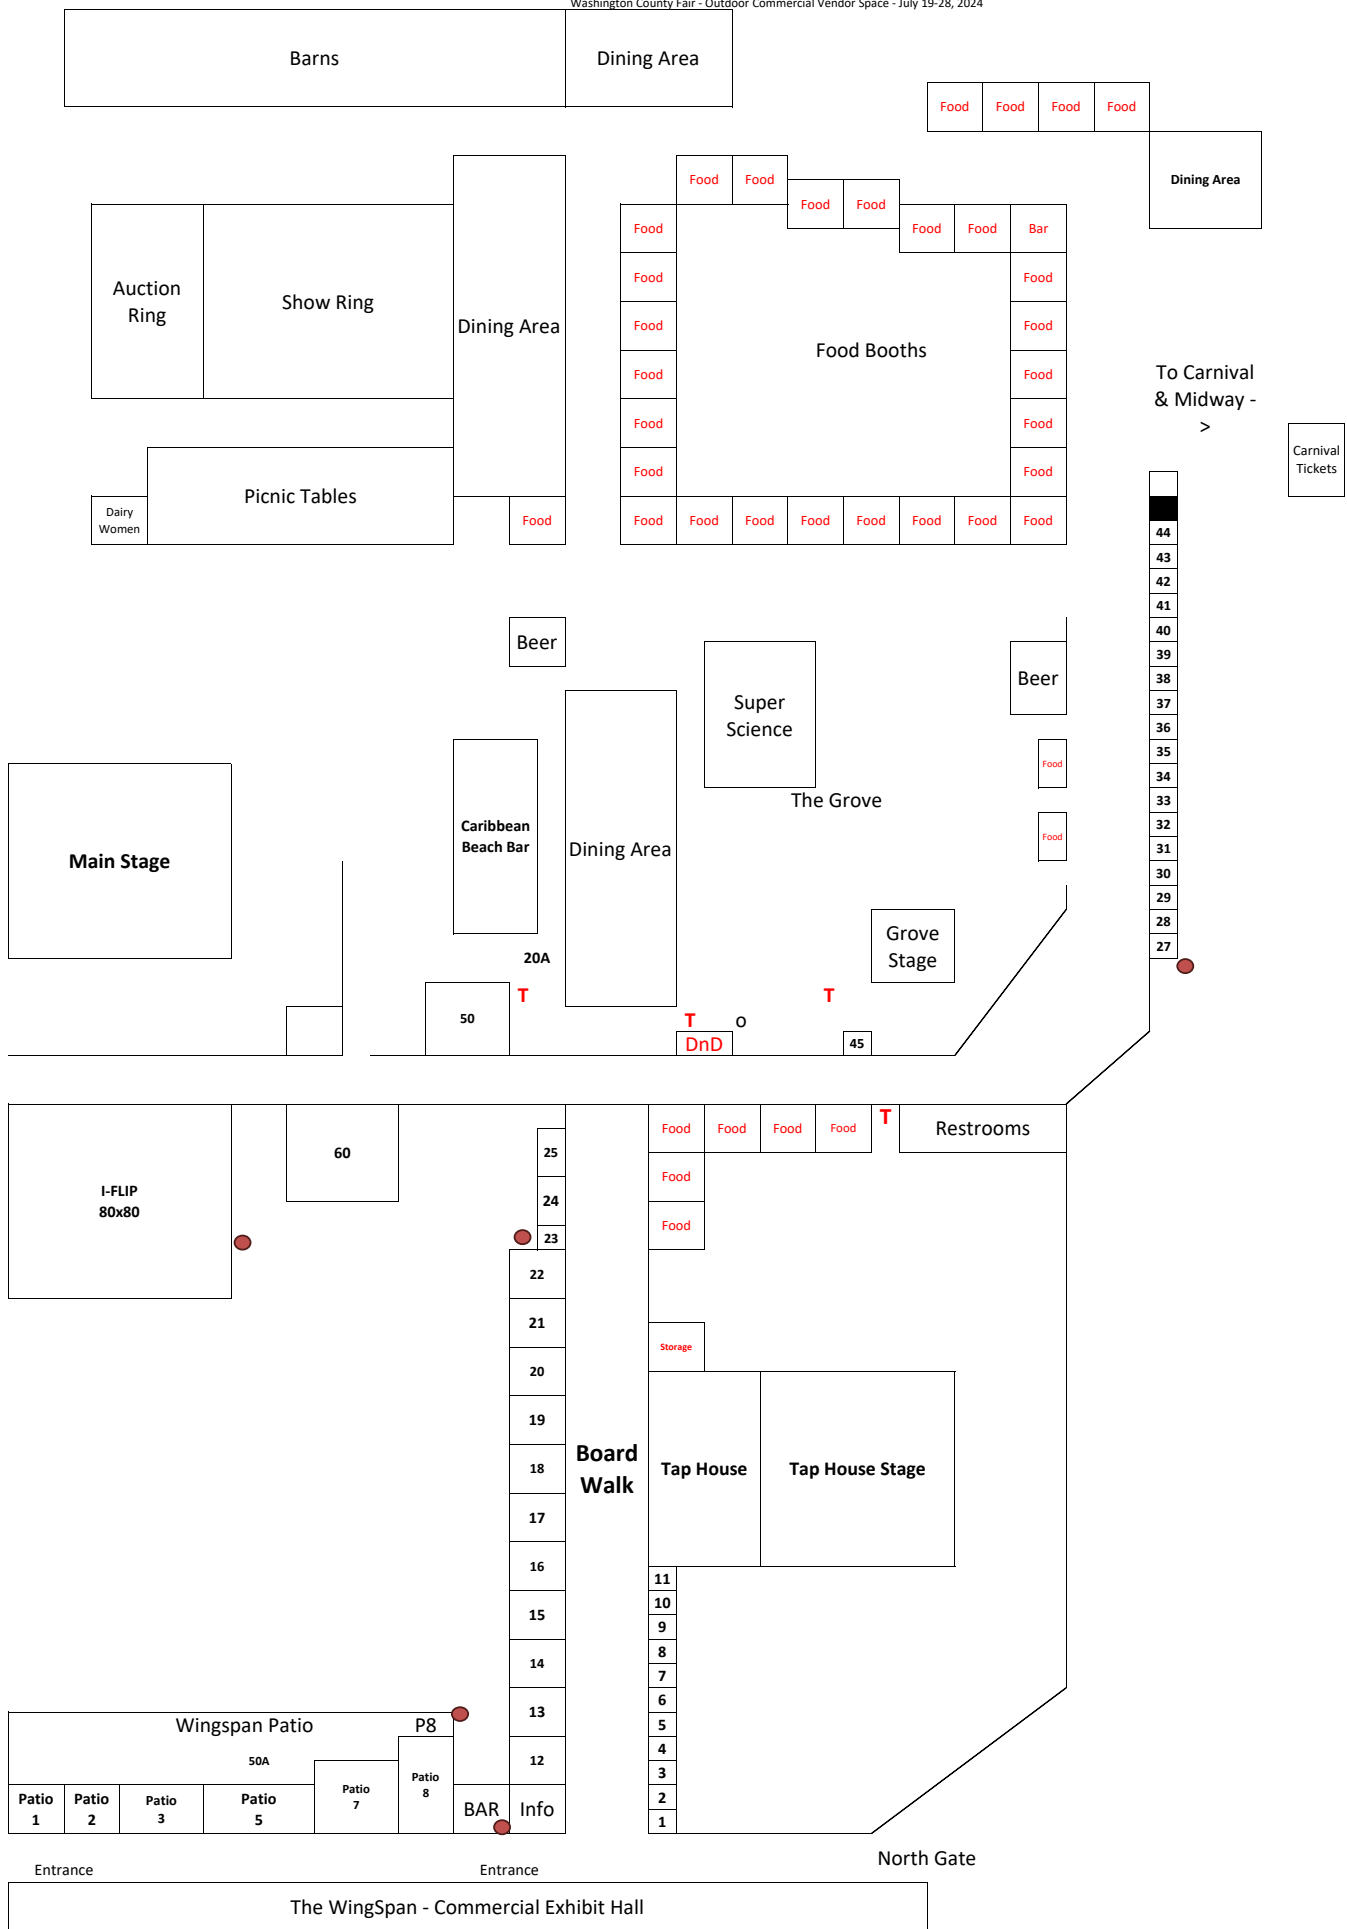 Washington County Fair - Outdoor Commercial Vendor Space - July 19-28, 2024
Barns
Dining Area
Food Food Food Food
Dining Area
Food Food
Food Food
Food
Food Food Bar
Food
Food
Auction
Ring
Show Ring
Dining Area
Food
Food
Food Booths
Food
Food
Food
Food
Food
Food
To Carnival
& Midway -
>
Carnival
Tickets
Picnic Tables
Dairy
Women
Food
Food Food Food Food Food Food Food Food
44
43
42
41
40
39
38
37
36
35
34
33
32
31
30
29
28
27
Beer
Beer
Super
Science
Food
The Grove
Food
Main Stage
Caribbean
Beach Bar
Dining Area
Grove
Stage
20A
T
T
50
T
o
DnD
45
Food Food Food Food
T
Restrooms
60
25
I-FLIP
80x80
Food
24
Food
23
22
21
Storage
20
19
Board
Walk
Tap House
Tap House Stage
18
17
16
15
14
13
12
11
10
9
8
7
6
5
4
3
2
1
Wingspan Patio
P8
50A
Patio
1
Patio
2
Patio
3
Patio
5
Patio
7
Patio
8
BAR
Info
North Gate
Entrance
Entrance
The WingSpan - Commercial Exhibit Hall